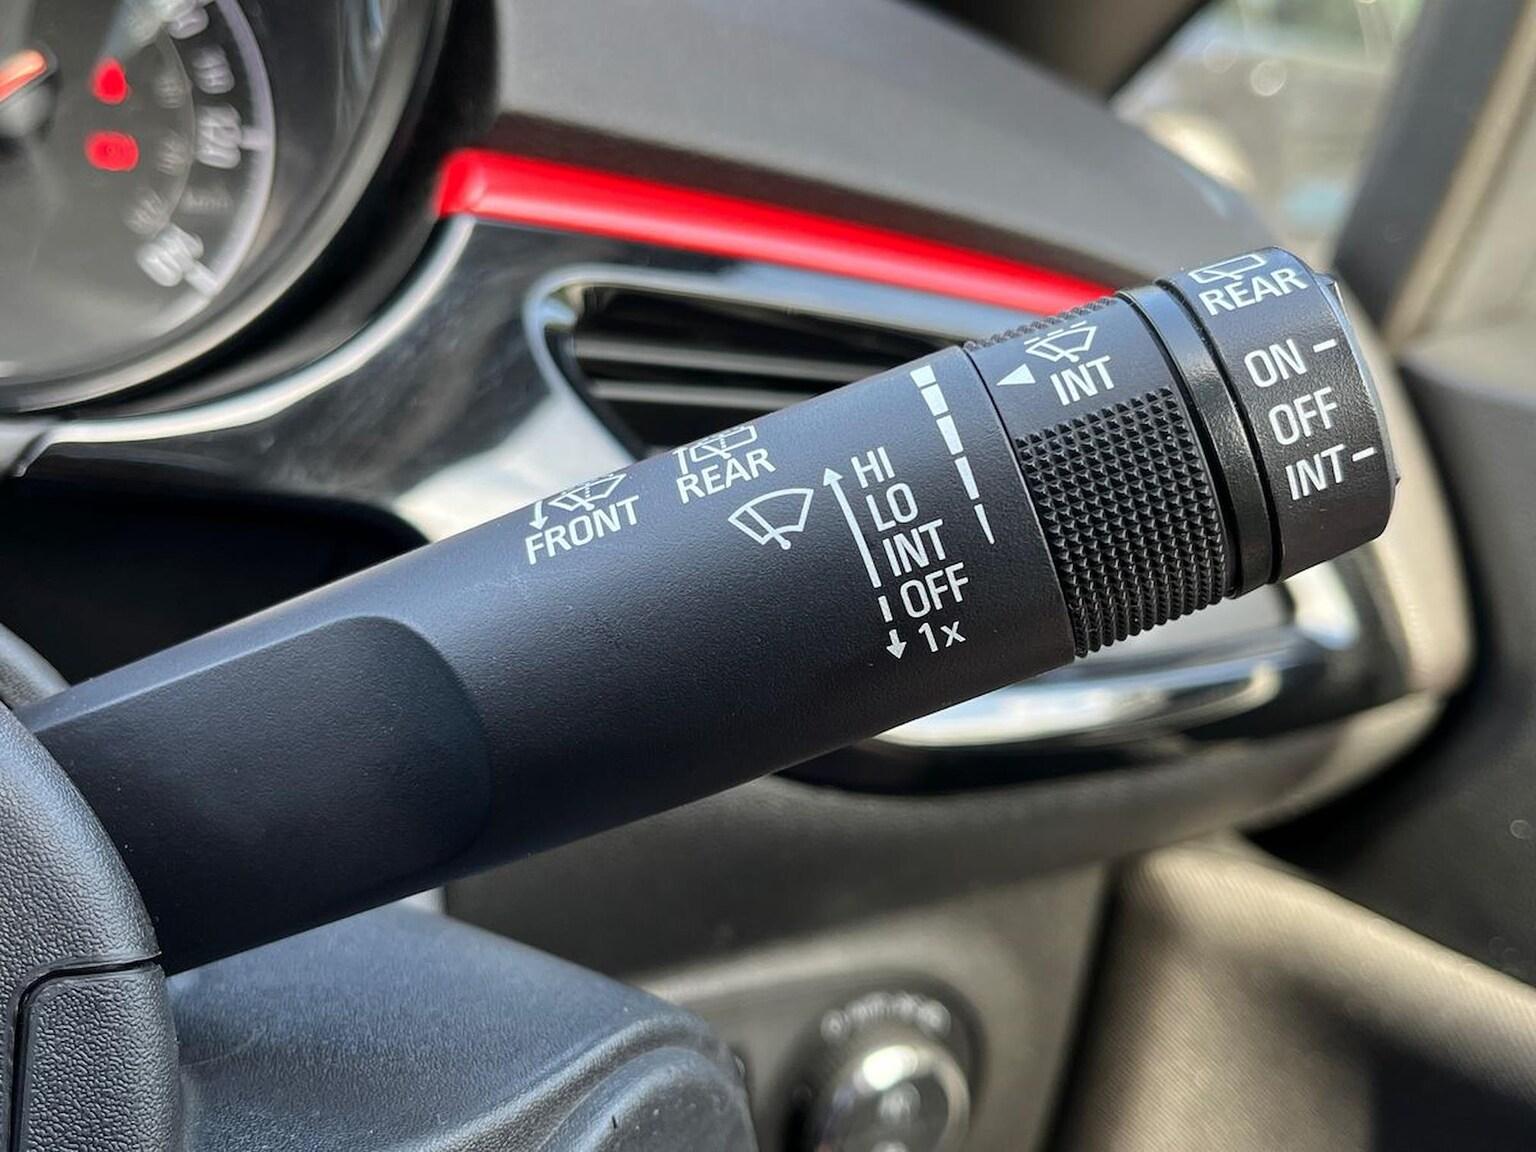 FRONT
REAR
HI
LO
INT
OFF
1x
INT
REAR
ON
OFF
INT